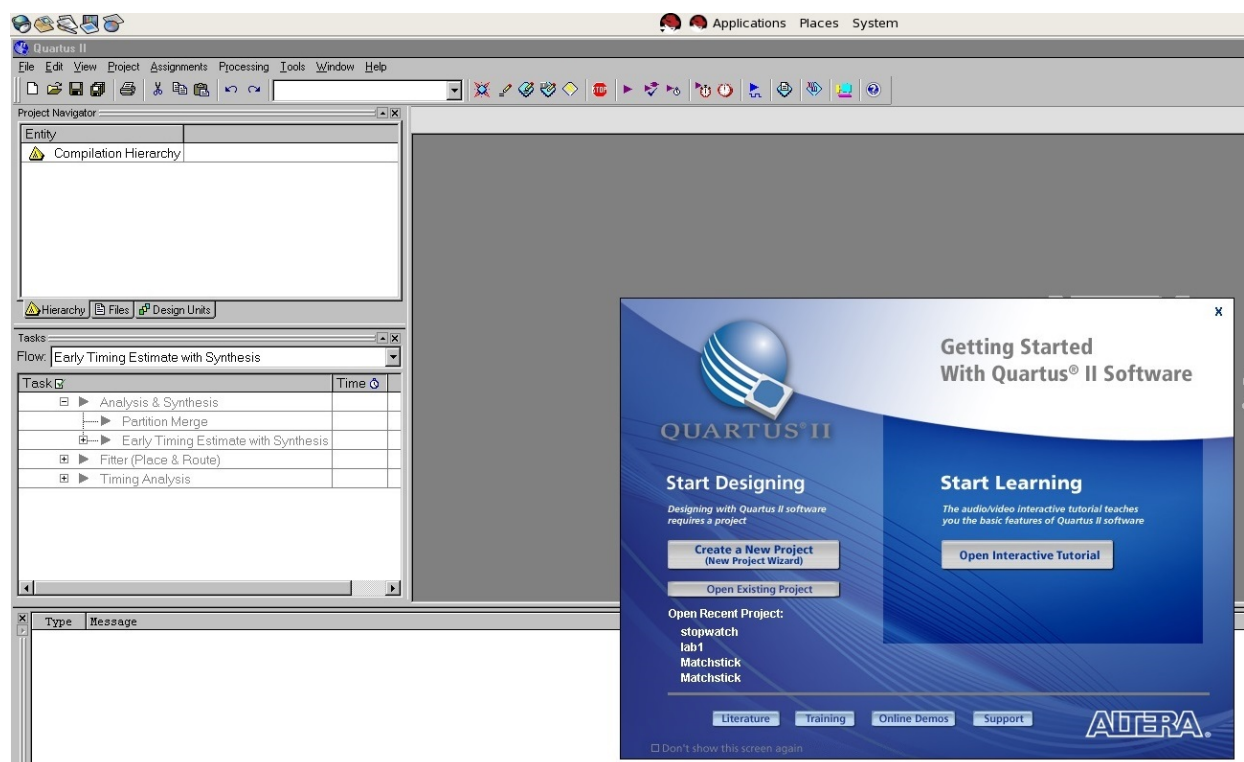 Applications Places System
Quartus II
File Edit View Project Assignments Processing Tools Window Help
STOP
Project Navigator
Entity
Compilation Hierarchy
Hierarchy Files Design Units
Tasks
Flow: Early Timing Estimate with Synthesis
Task Time
Analysis & Synthesis
Partition Merge
Early Timing Estimate with Synthesis
Fitter (Place & Route)
Timing Analysis
Type Message
x
Getting Started
With Quartus® II Software
QUARTUS® II
Start Designing
Designing with Quartus II software
requires a project
Create a New Project
(New Project Wizard)
Open Existing Project
Open Recent Project:
stopwatch
lab1
Matchstick
Matchstick
Start Learning
The audio/video interactive tutorial teaches
you the basic features of Quartus II software
Open Interactive Tutorial
Literature Training Online Demos Support
ALTERA®
Don't show this screen again